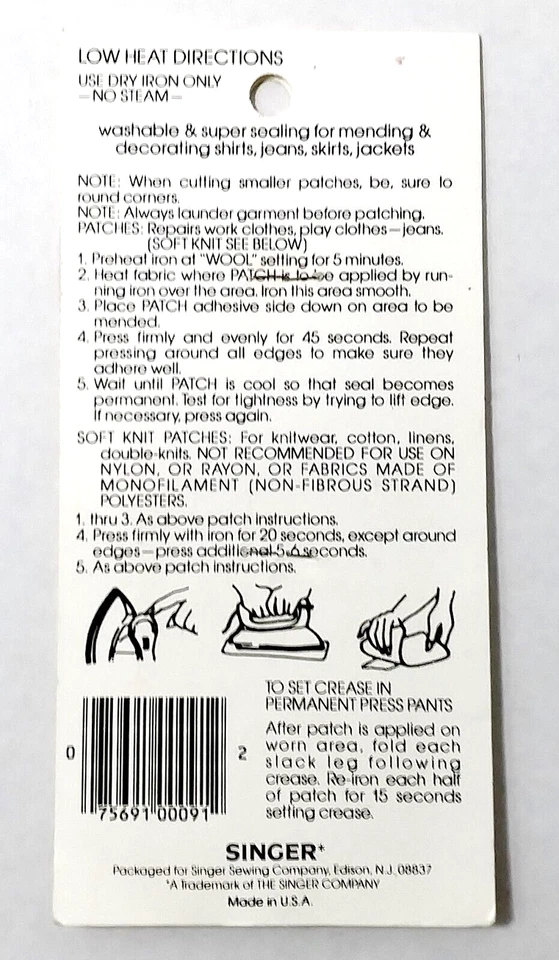 LOW HEAT DIRECTIONS
USE DRY IRON ONLY
—NO STEAM—
washable & super sealing for mending &
decorating shirts, jeans, skirts, jackets
NOTE: When cutting smaller patches, be, sure to
round corners.
NOTE: Always launder garment before patching.
PATCHES: Repairs work clothes, play clothes—jeans.
(SOFT KNIT SEE BELOW)
1. Preheat iron at "WOOL" setting for 5 minutes.
2. Heat fabric where PATCH is to be applied by run-
ning iron over the area. Iron this area smooth.
3. Place PATCH adhesive side down on area to be
mended.
4. Press firmly and evenly for 45 seconds. Repeat
pressing around all edges to make sure they
adhere well.
5. Wait until PATCH is cool so that seal becomes
permanent. Test for tightness by trying to lift edge.
If necessary, press again.
SOFT KNIT PATCHES: For knitwear, cotton, linens,
double-knits. NOT RECOMMENDED FOR USE ON
NYLON, OR RAYON, OR FABRICS MADE OF
MONOFILAMENT (NON-FIBROUS STRAND)
POLYESTERS.
1. thru 3. As above patch instructions.
4. Press firmly with iron for 20 seconds, except around
edges—press additional 5-6 seconds.
5. As above patch instructions.
TO SET CREASE IN
PERMANENT PRESS PANTS
After patch is applied on
worn area, fold each
slack leg following
crease. Re-iron each half
of patch for 15 seconds
setting crease.
0 75691 00091 2
SINGER*
Packaged for Singer Sewing Company, Edison, N.J. 08837
*A Trademark of THE SINGER COMPANY
Made in U.S.A.